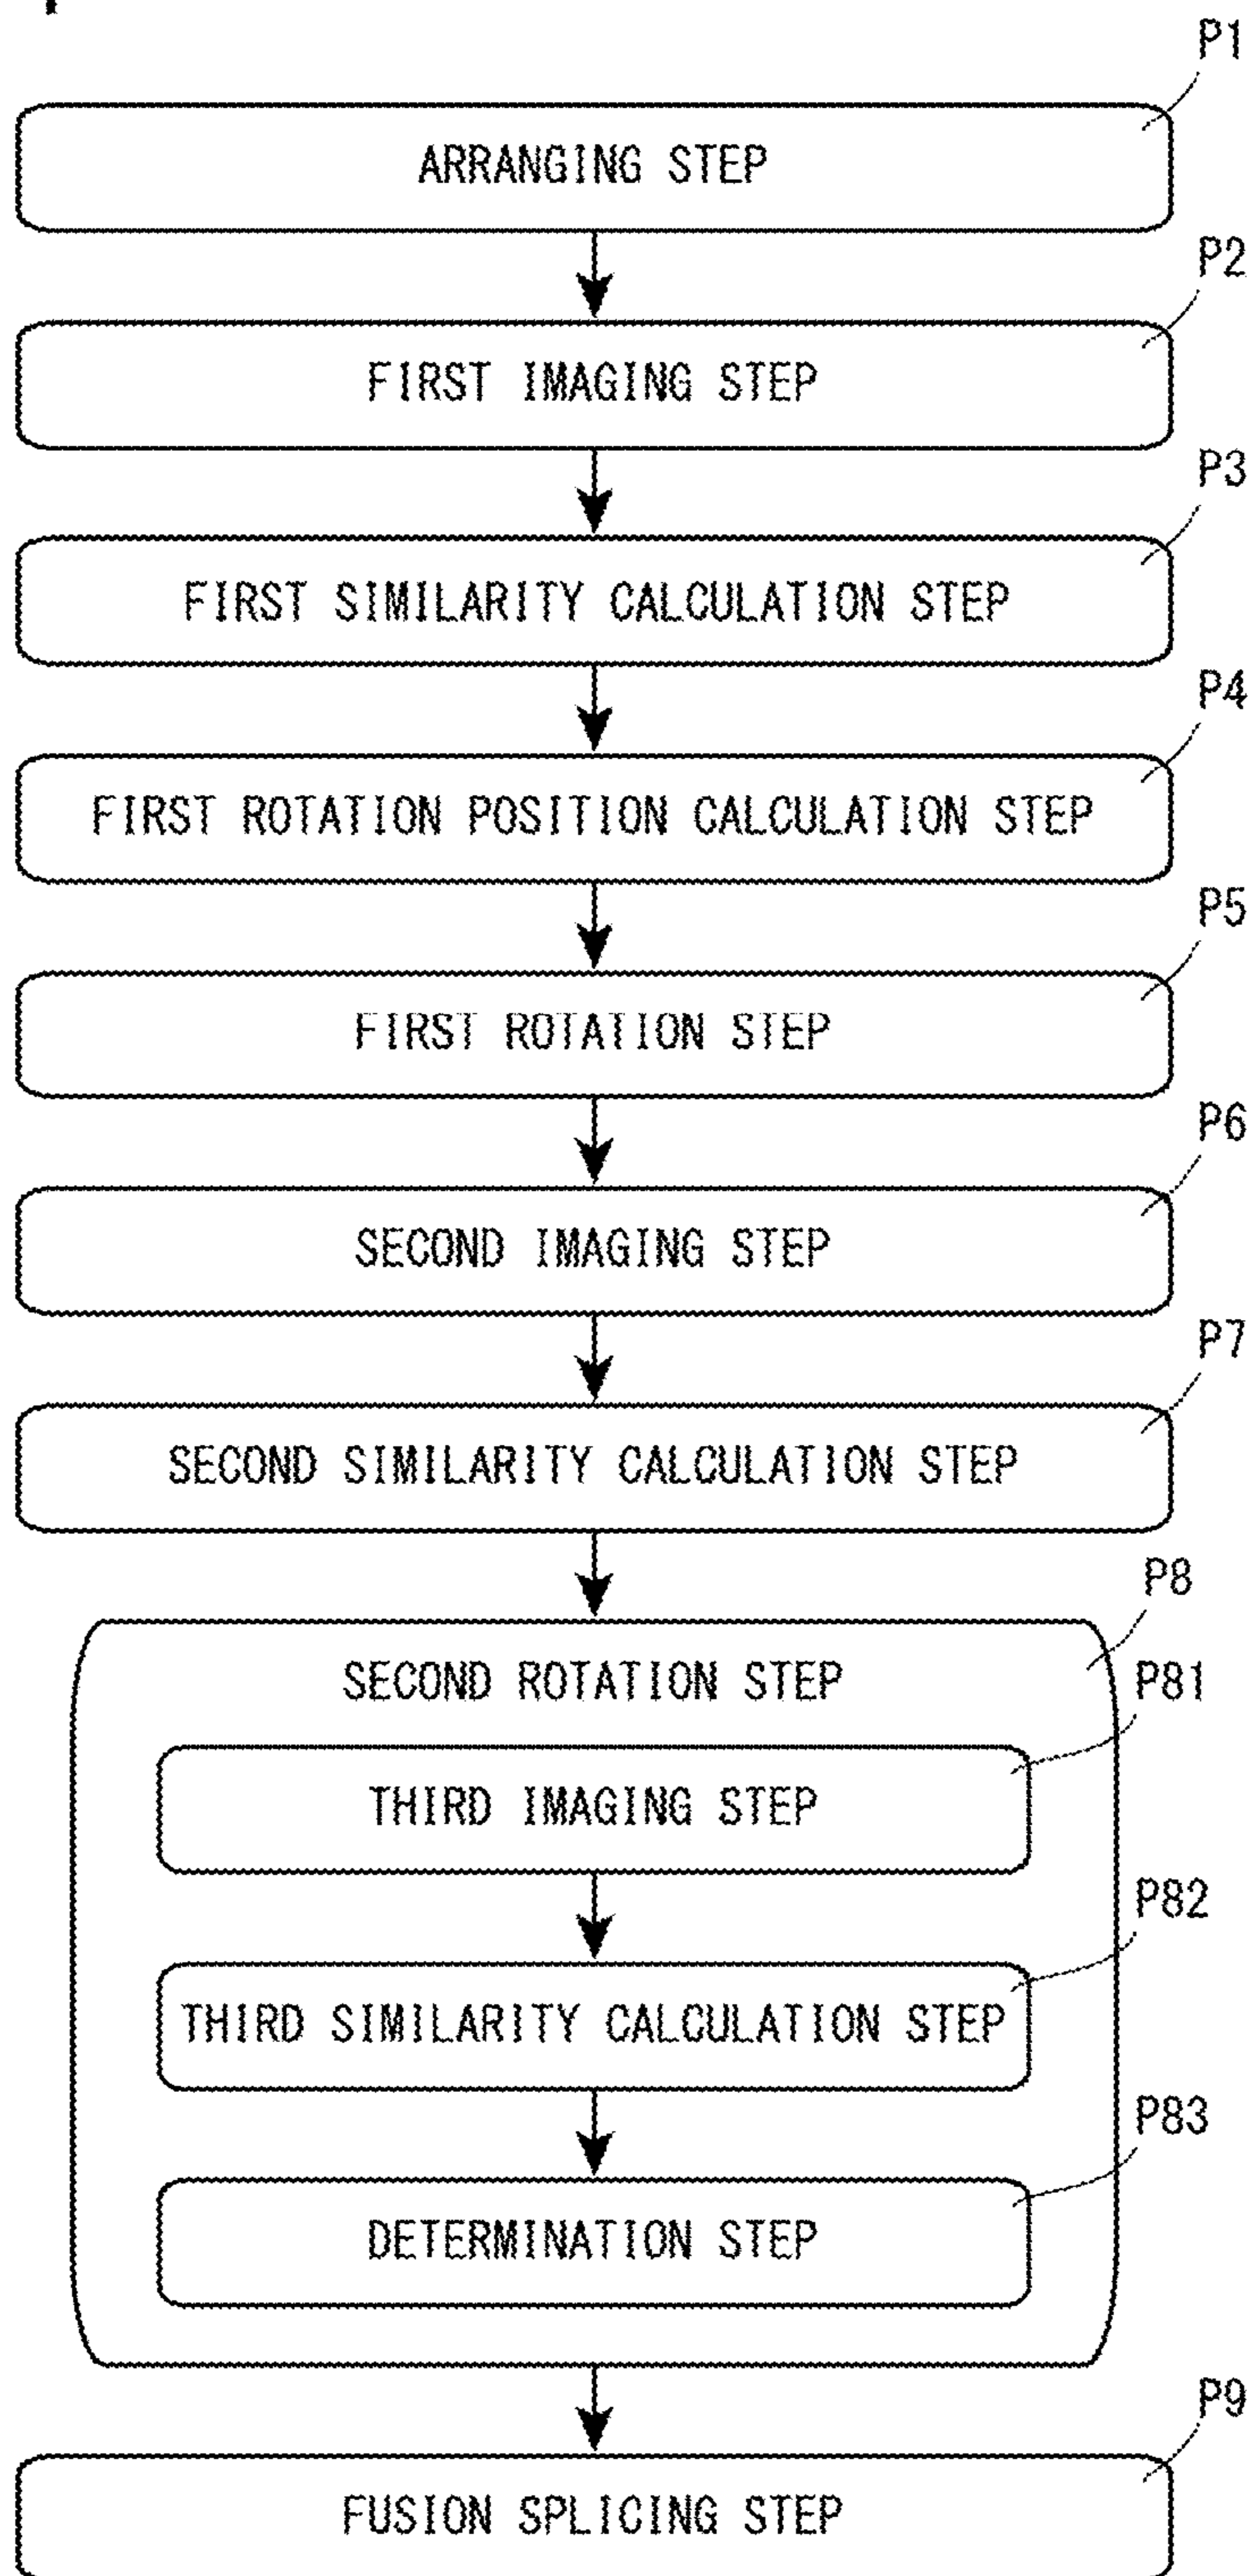 P1
ARRANGING STEP
P2
FIRST IMAGING STEP
P3
FIRST SIMILARITY CALCULATION STEP
P4
FIRST ROTATION POSITION CALCULATION STEP
P5
FIRST ROTATION STEP
P6
SECOND IMAGING STEP
P7
SECOND SIMILARITY CALCULATION STEP
P8
SECOND ROTATION STEP
P81
THIRD IMAGING STEP
P82
THIRD SIMILARITY CALCULATION STEP
P83
DETERMINATION STEP
P9
FUSION SPLICING STEP